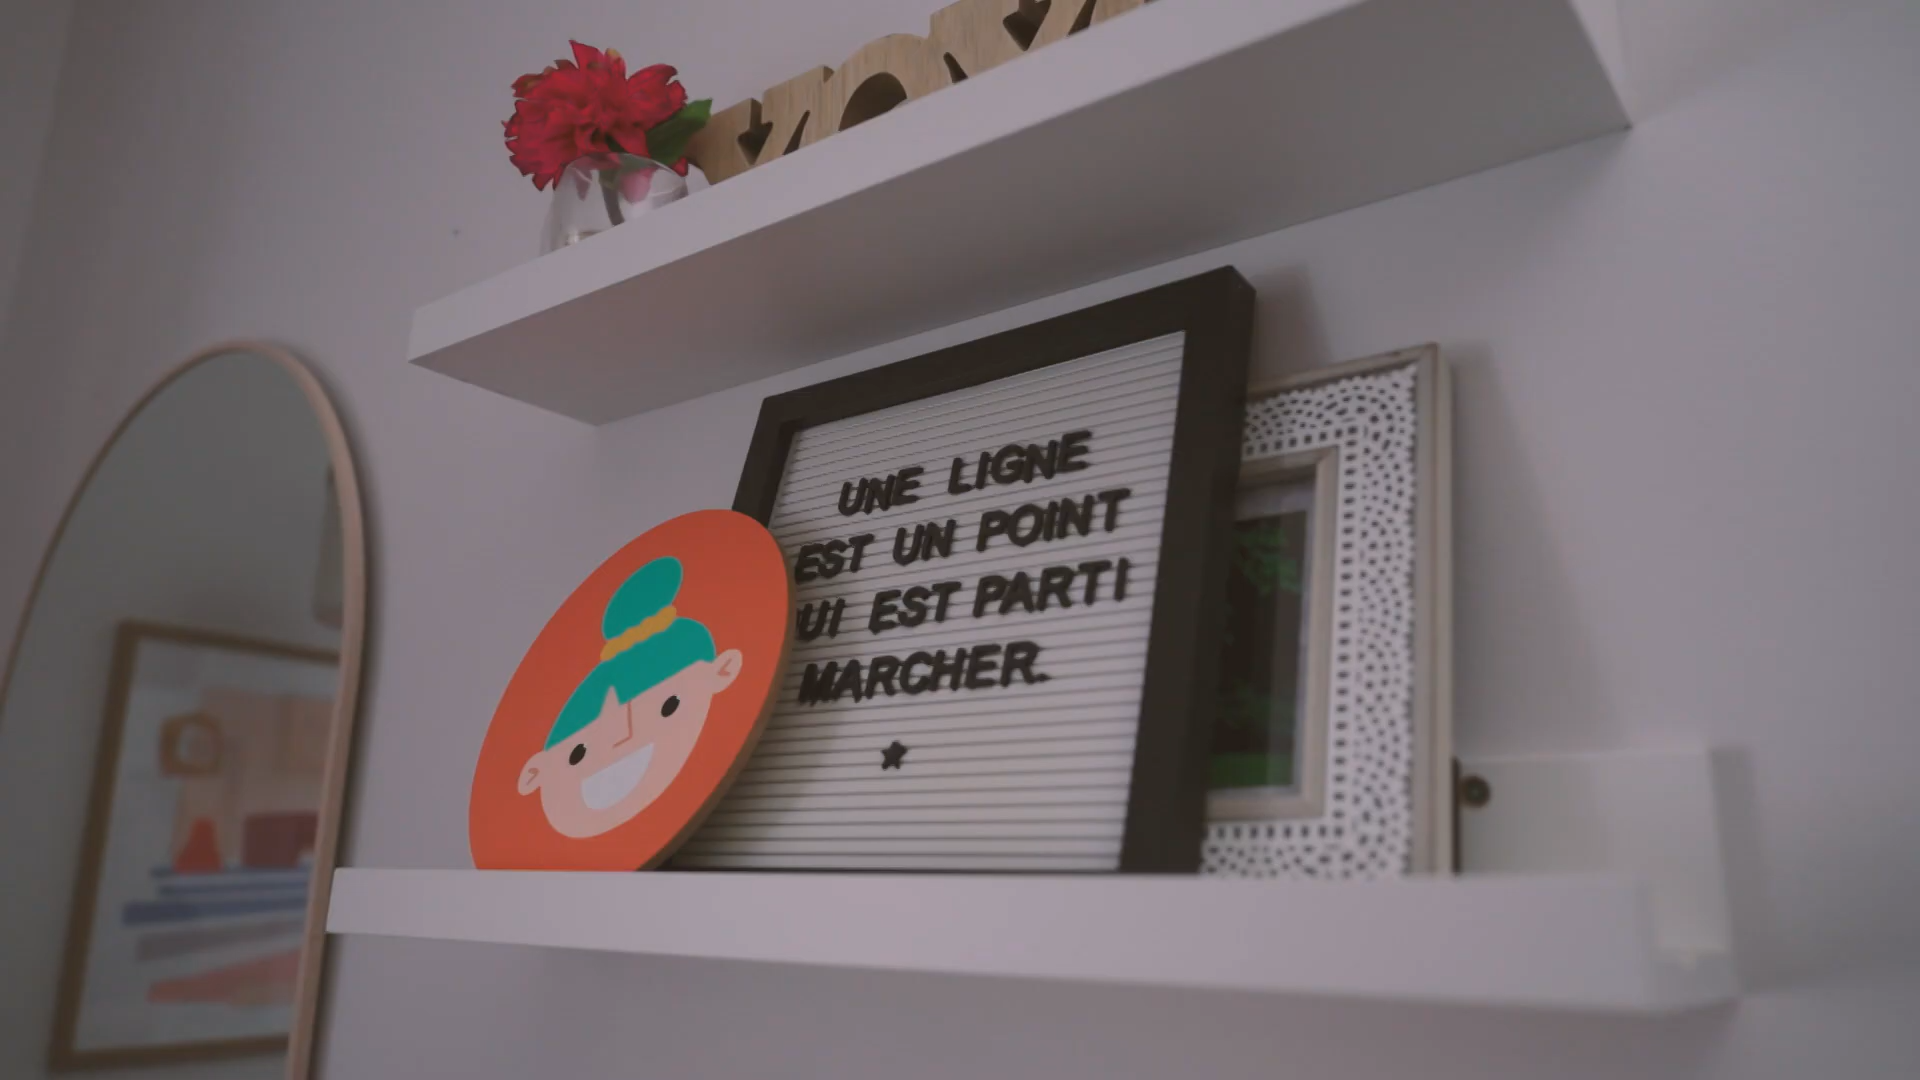 UNE LIGNE
EST UN POINT
UI EST PARTI
MARCHER.